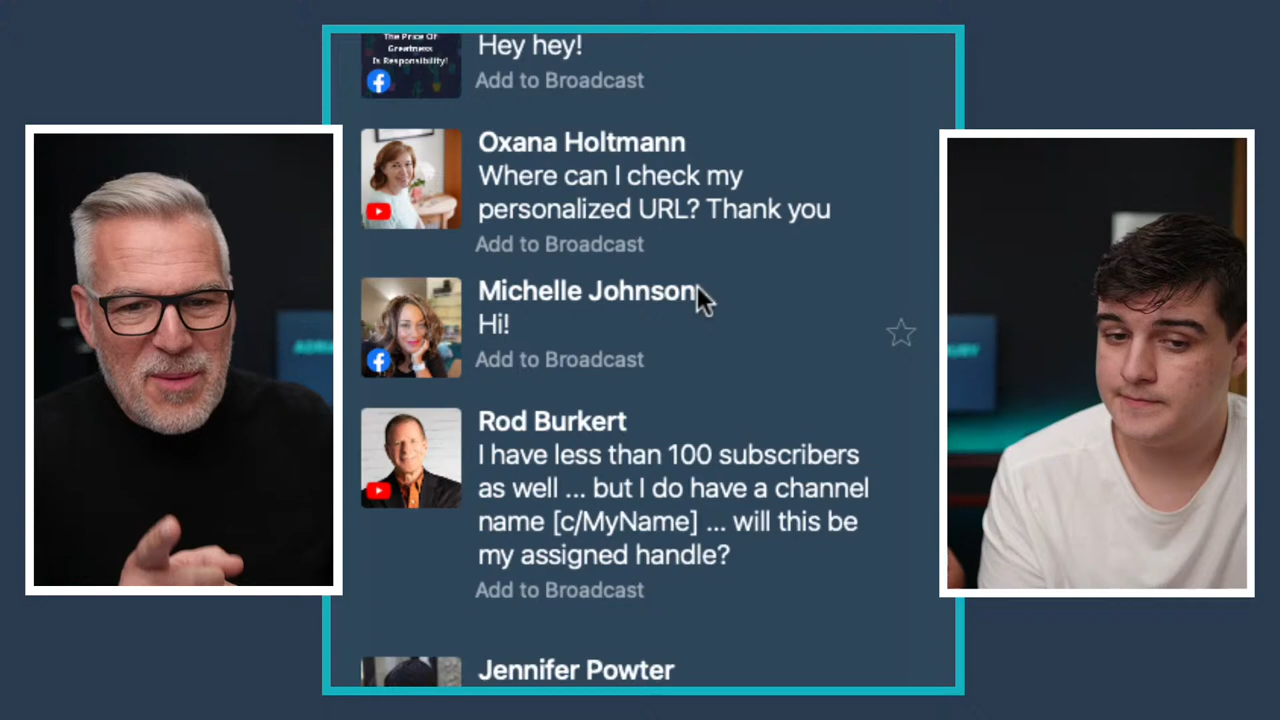 The Price Of
Greatness
Is Responsibility!
Hey hey!
Add to Broadcast
Oxana Holtmann
Where can I check my
personalized URL? Thank you
Add to Broadcast
Michelle Johnson
Hi!
Add to Broadcast
Rod Burkert
I have less than 100 subscribers
as well ... but I do have a channel
name [c/MyName] ... will this be
my assigned handle?
Add to Broadcast
Jennifer Powter